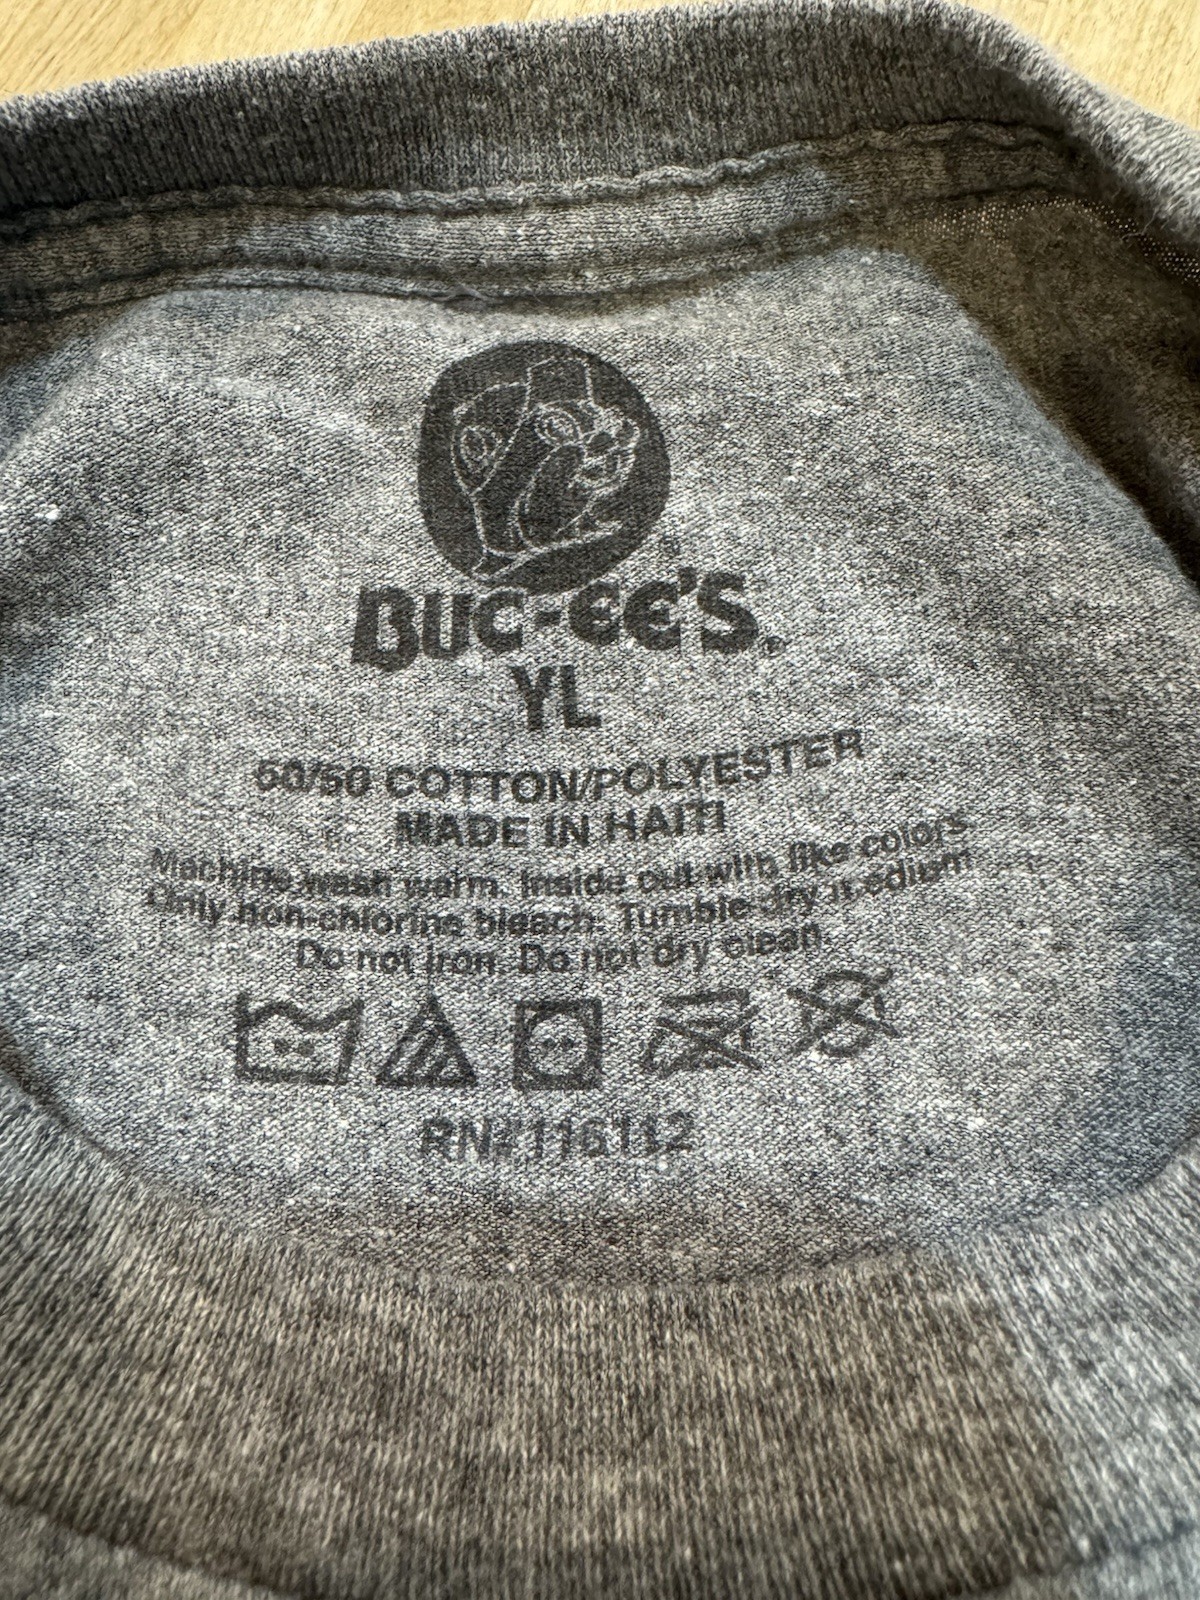 BUC-EE'S
YL
50/50 COTTON/POLYESTER
MADE IN HAITI
Machine wash warm. Inside out with like colors
Only non-chlorine bleach. Tumble dry medium
Do not iron. Do not dry clean.
RN# 116112